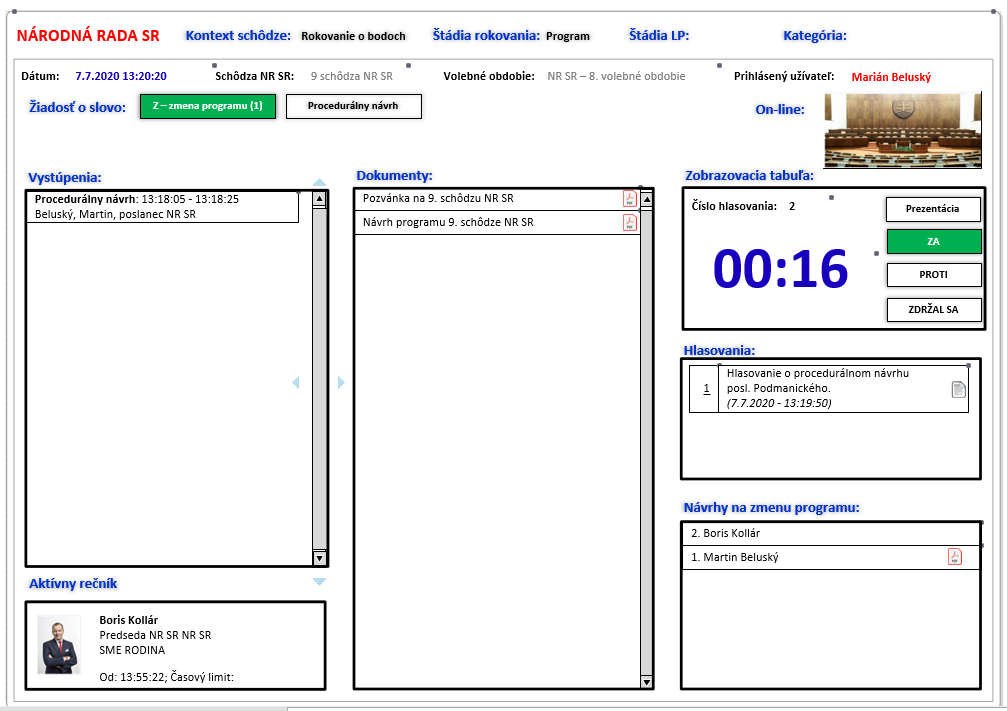 NÁRODNÁ RADA SR
Kontext schôdze: Rokovanie o bodoch
Štádia rokovania: Program
Štádia LP:
Kategória:
Dátum: 7.7.2020 13:20:20
Schôdza NR SR: 9 schôdza NR SR
Volebné obdobie: NR SR – 8. volebné obdobie
Prihlásený užívateľ: Marián Beluský
Žiadosť o slovo:
Z – zmena programu (1)
Procedurálny návrh
On-line:
Vystúpenia:
Procedurálny návrh: 13:18:05 - 13:18:25
Beluský, Martin, poslanec NR SR
Dokumenty:
Pozvánka na 9. schôdzu NR SR
Návrh programu 9. schôdze NR SR
Zobrazovacia tabuľa:
Číslo hlasovania: 2
00:16
Prezentácia
ZA
PROTI
ZDRŽAL SA
Hlasovania:
1
Hlasovanie o procedurálnom návrhu
posl. Podmanického.
(7.7.2020 - 13:19:50)
Návrhy na zmenu programu:
2. Boris Kollár
1. Martin Beluský
Aktívny rečník
Boris Kollár
Predseda NR SR NR SR
SME RODINA
Od: 13:55:22; Časový limit: